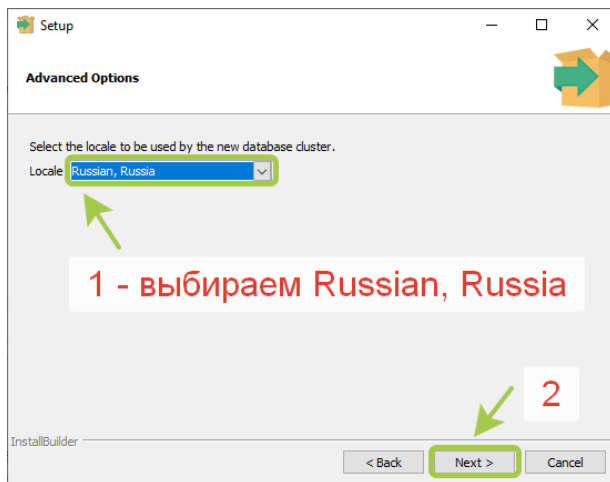 Setup
Advanced Options
Select the locale to be used by the new database cluster.
Locale Russian, Russia
1 - выбираем Russian, Russia
2
InstallBuilder
< Back Next > Cancel